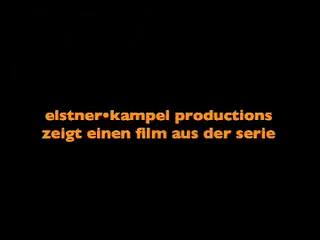 elstner•kampel productions
zeigt einen film aus der serie